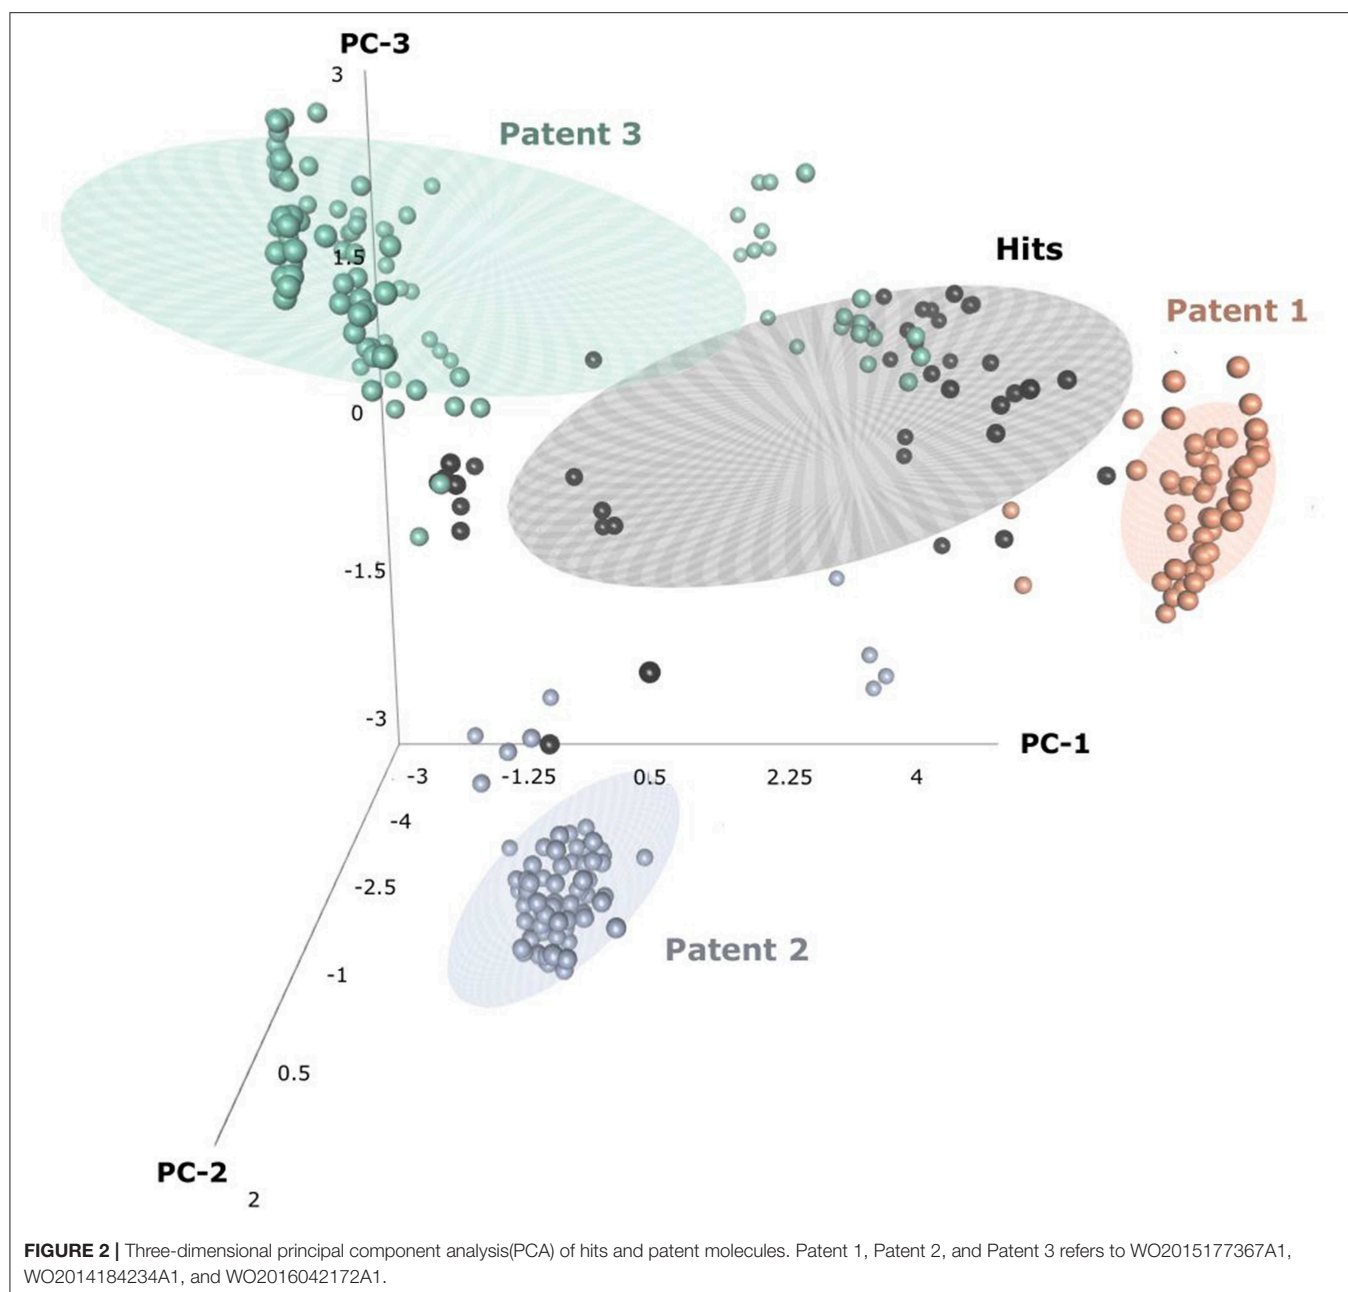 PC-3
3
Patent 3
Hits
1.5
Patent 1
0
-1.5
-3
PC-1
-3 -1.25 0.5 2.25 4
-4
-2.5
Patent 2
-1
0.5
PC-2
2
FIGURE 2 | Three-dimensional principal component analysis(PCA) of hits and patent molecules. Patent 1, Patent 2, and Patent 3 refers to WO2015177367A1,
WO2014184234A1, and WO2016042172A1.